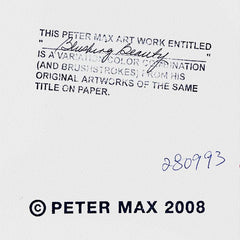 THIS PETER MAX ART WORK ENTITLED
" Blushing Beauty "
IS A VARIATION COLOR COMBINATION
(AND BRUSHSTROKES) FROM HIS
ORIGINAL ARTWORKS OF THE SAME
TITLE ON PAPER.
280993
© PETER MAX 2008